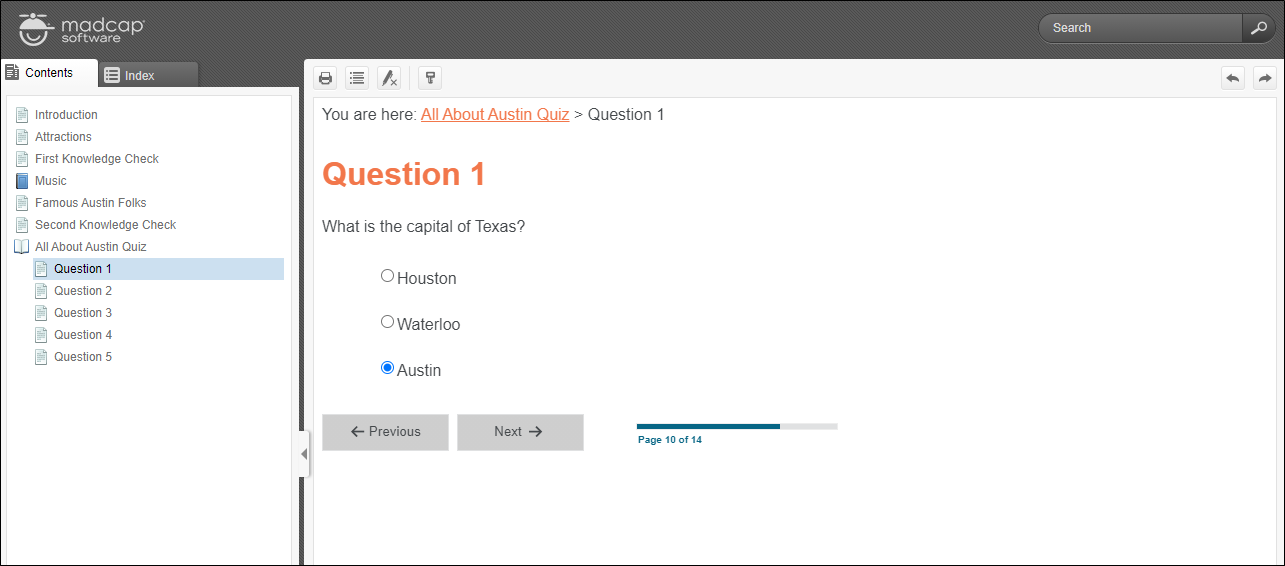 madcap
software
Search
Contents
Index
Introduction
Attractions
First Knowledge Check
Music
Famous Austin Folks
Second Knowledge Check
All About Austin Quiz
Question 1
Question 2
Question 3
Question 4
Question 5
You are here: All About Austin Quiz > Question 1
Question 1
What is the capital of Texas?
Houston
Waterloo
Austin
Previous
Next
Page 10 of 14